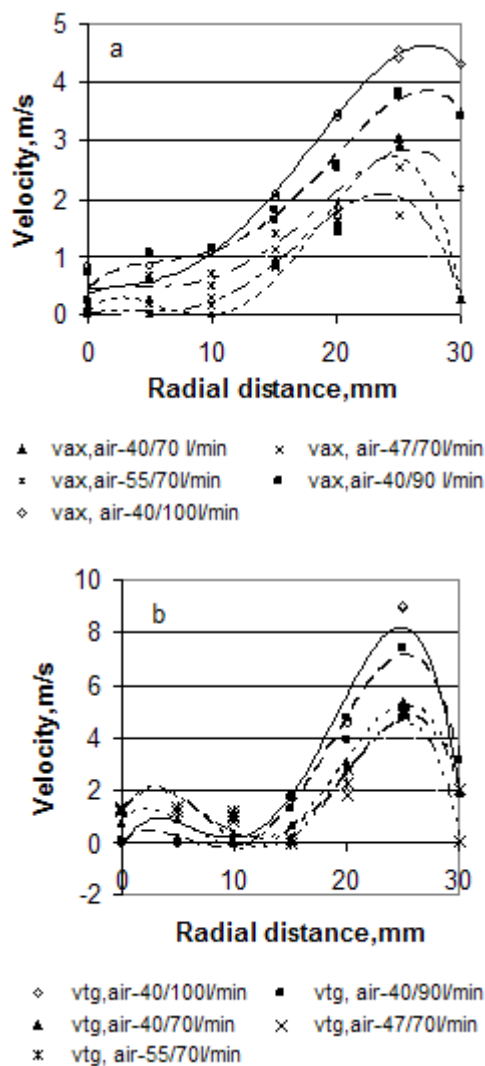 a
5
4
3
2
1
0
Velocity,m/s
0 10 20 30
Radial distance,mm
vax,air-40/70 l/min vax, air-47/70l/min
vax,air-55/70l/min vax,air-40/90 l/min
vax, air-40/100l/min
b
10
8
6
4
2
0
-2
Velocity,m/s
0 10 20 30
Radial distance,mm
vtg,air-40/100l/min vtg, air-40/90l/min
vtg,air-40/70l/min vtg,air-47/70l/min
vtg, air-55/70l/min